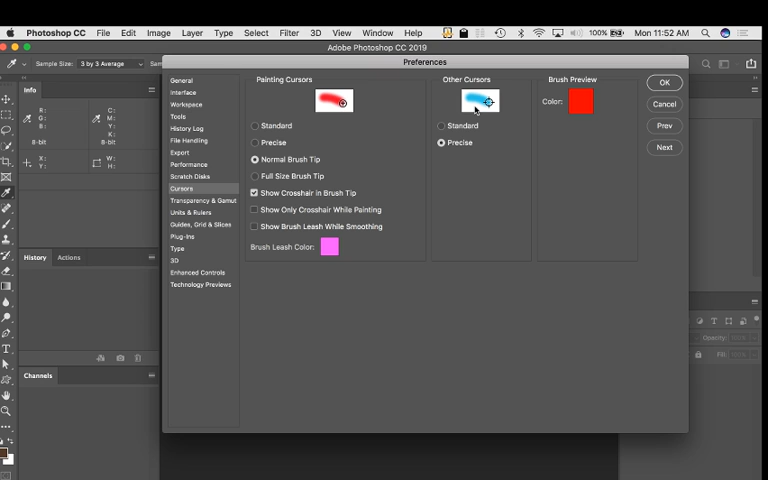 Photoshop CC File Edit Image Layer Type Select Filter 3D View Window Help 100% Mon 11:52 AM
Adobe Photoshop CC 2019
Sample Size: 3 by 3 Average Sam
Preferences
Info
R: C:
G: M:
B: Y:
K:
8-bit 8-bit
X: W:
Y: H:
History Actions
Channels
General
Interface
Workspace
Tools
History Log
File Handling
Export
Performance
Scratch Disks
Cursors
Transparency & Gamut
Units & Rulers
Guides, Grid & Slices
Plug-Ins
Type
3D
Enhanced Controls
Technology Previews
Painting Cursors
Standard
Precise
Normal Brush Tip
Full Size Brush Tip
Show Crosshair in Brush Tip
Show Only Crosshair While Painting
Show Brush Leash While Smoothing
Brush Leash Color:
Other Cursors
Standard
Precise
Brush Preview
Color:
OK
Cancel
Prev
Next
Opacity: 100%
Fill: 100%